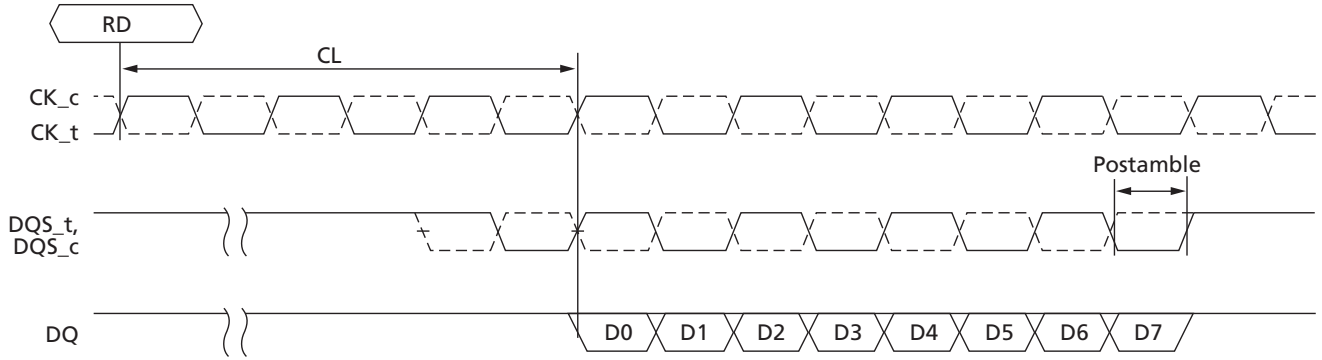 RD
CL
CK_c
CK_t
Postamble
DQS_t,
DQS_c
DQ
D0 D1 D2 D3 D4 D5 D6 D7